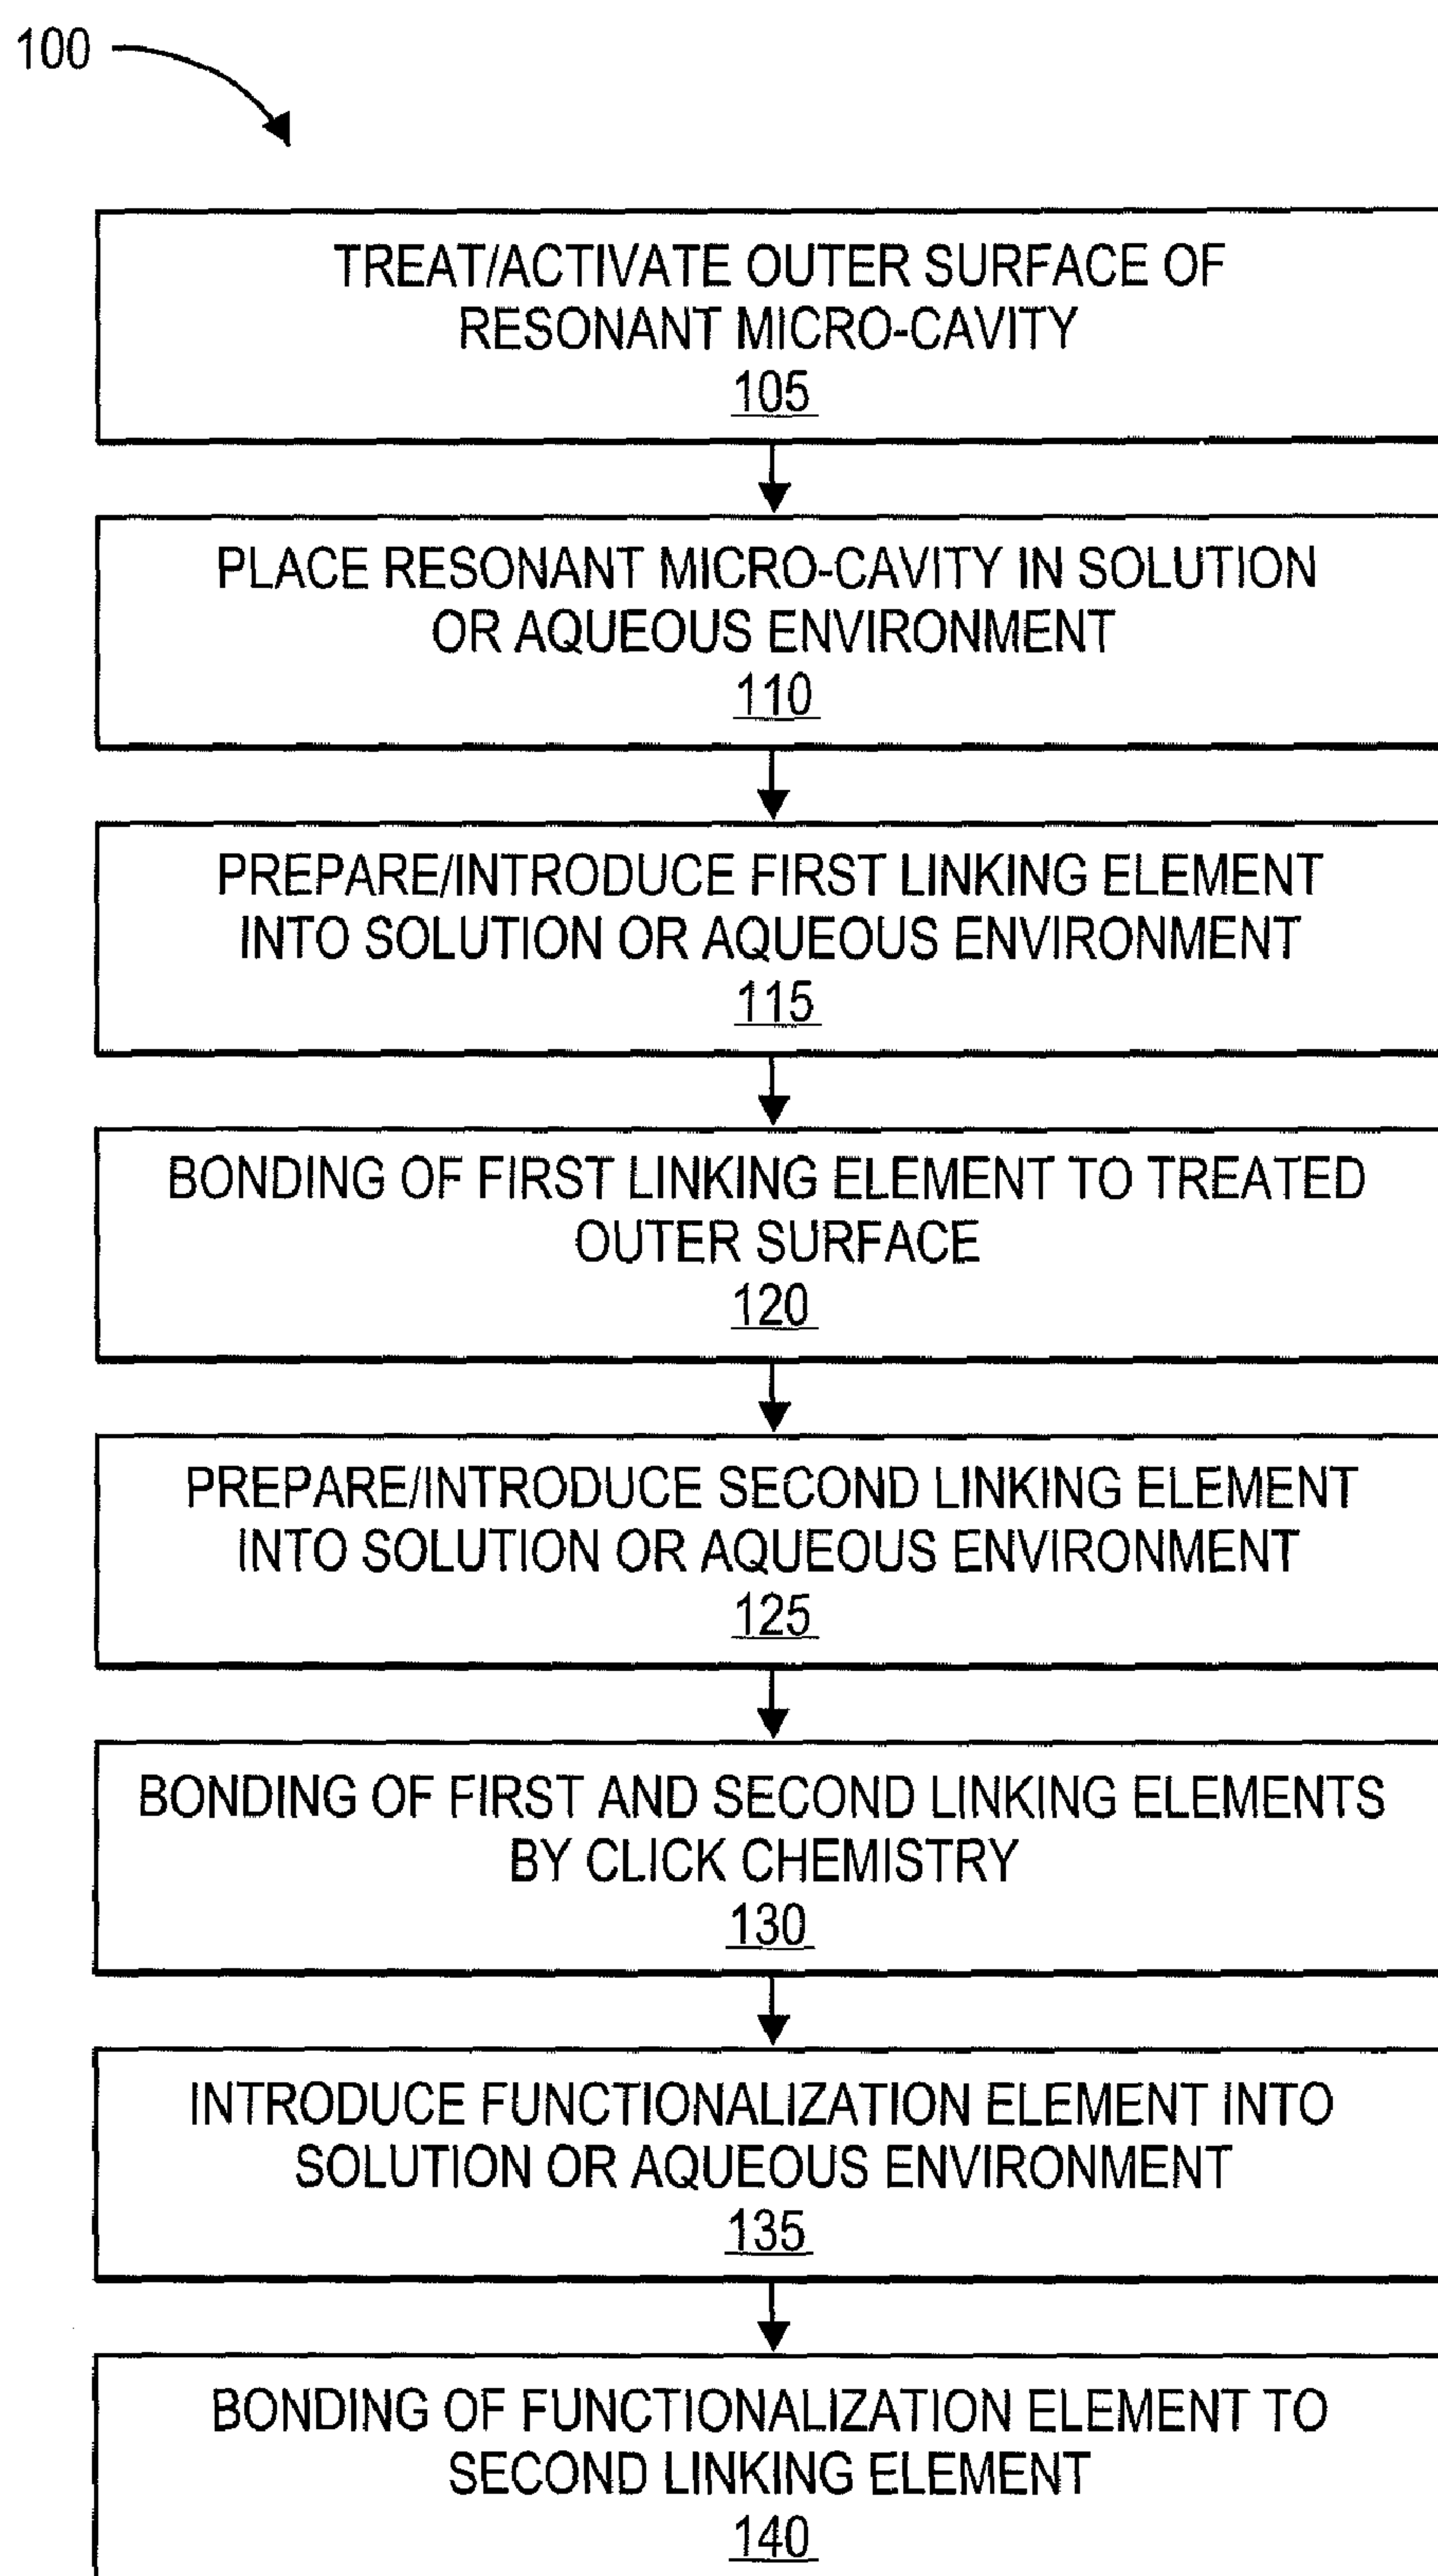 100
TREAT/ACTIVATE OUTER SURFACE OF
RESONANT MICRO-CAVITY
105
PLACE RESONANT MICRO-CAVITY IN SOLUTION
OR AQUEOUS ENVIRONMENT
110
PREPARE/INTRODUCE FIRST LINKING ELEMENT
INTO SOLUTION OR AQUEOUS ENVIRONMENT
115
BONDING OF FIRST LINKING ELEMENT TO TREATED
OUTER SURFACE
120
PREPARE/INTRODUCE SECOND LINKING ELEMENT
INTO SOLUTION OR AQUEOUS ENVIRONMENT
125
BONDING OF FIRST AND SECOND LINKING ELEMENTS
BY CLICK CHEMISTRY
130
INTRODUCE FUNCTIONALIZATION ELEMENT INTO
SOLUTION OR AQUEOUS ENVIRONMENT
135
BONDING OF FUNCTIONALIZATION ELEMENT TO
SECOND LINKING ELEMENT
140